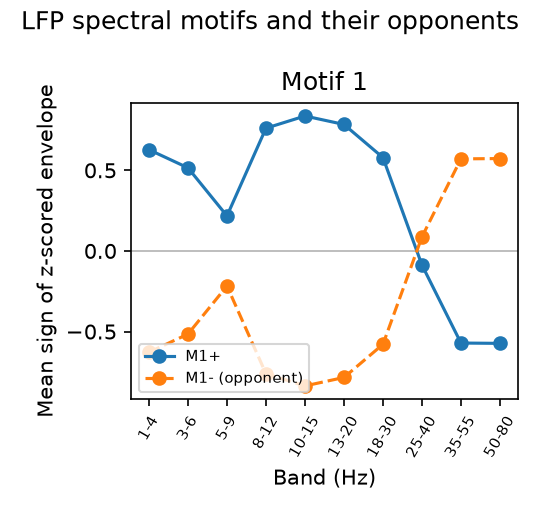 LFP spectral motifs and their opponents
Motif 1
Mean sign of z-scored envelope
0.5
0.0
−0.5
M1+
M1- (opponent)
1-4
3-6
5-9
8-12
10-15
13-20
18-30
25-40
35-55
50-80
Band (Hz)